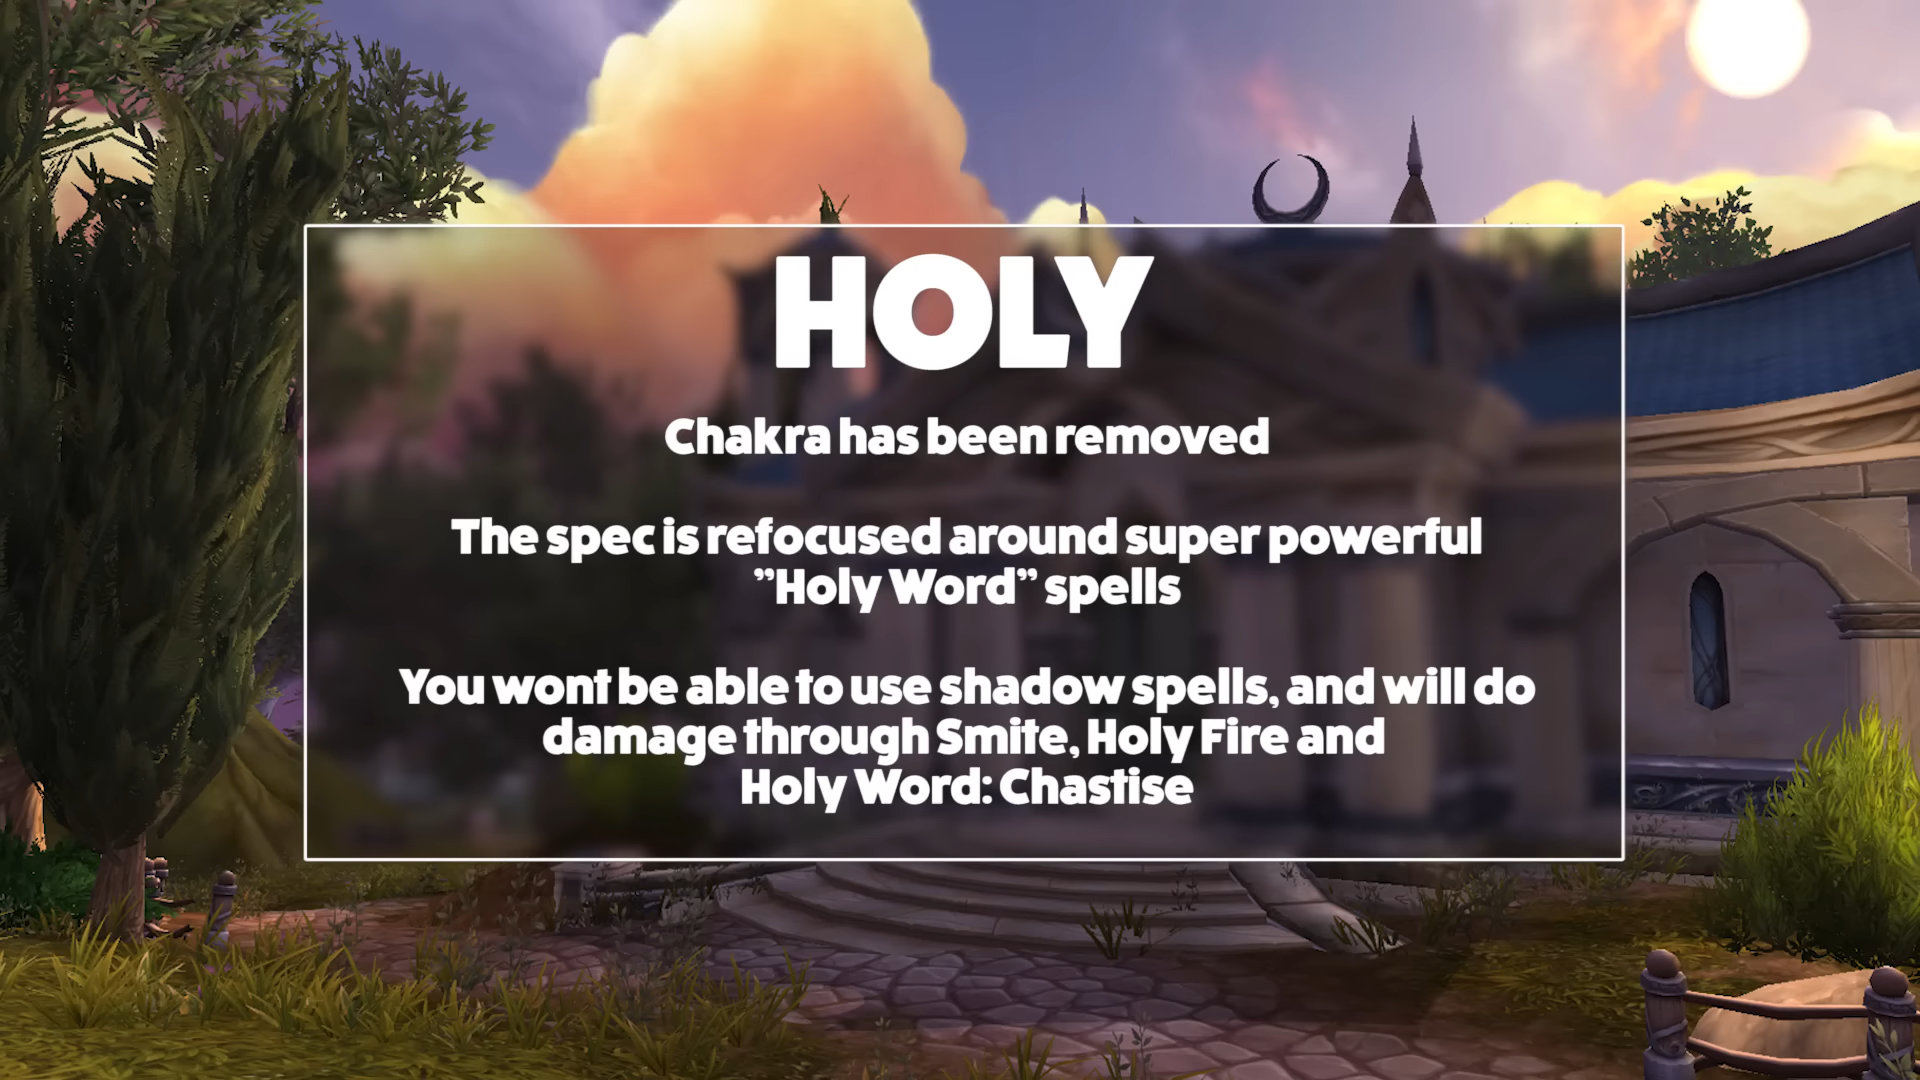 HOLY
Chakra has been removed
The spec is refocused around super powerful
”Holy Word” spells
You wont be able to use shadow spells, and will do
damage through Smite, Holy Fire and
Holy Word: Chastise